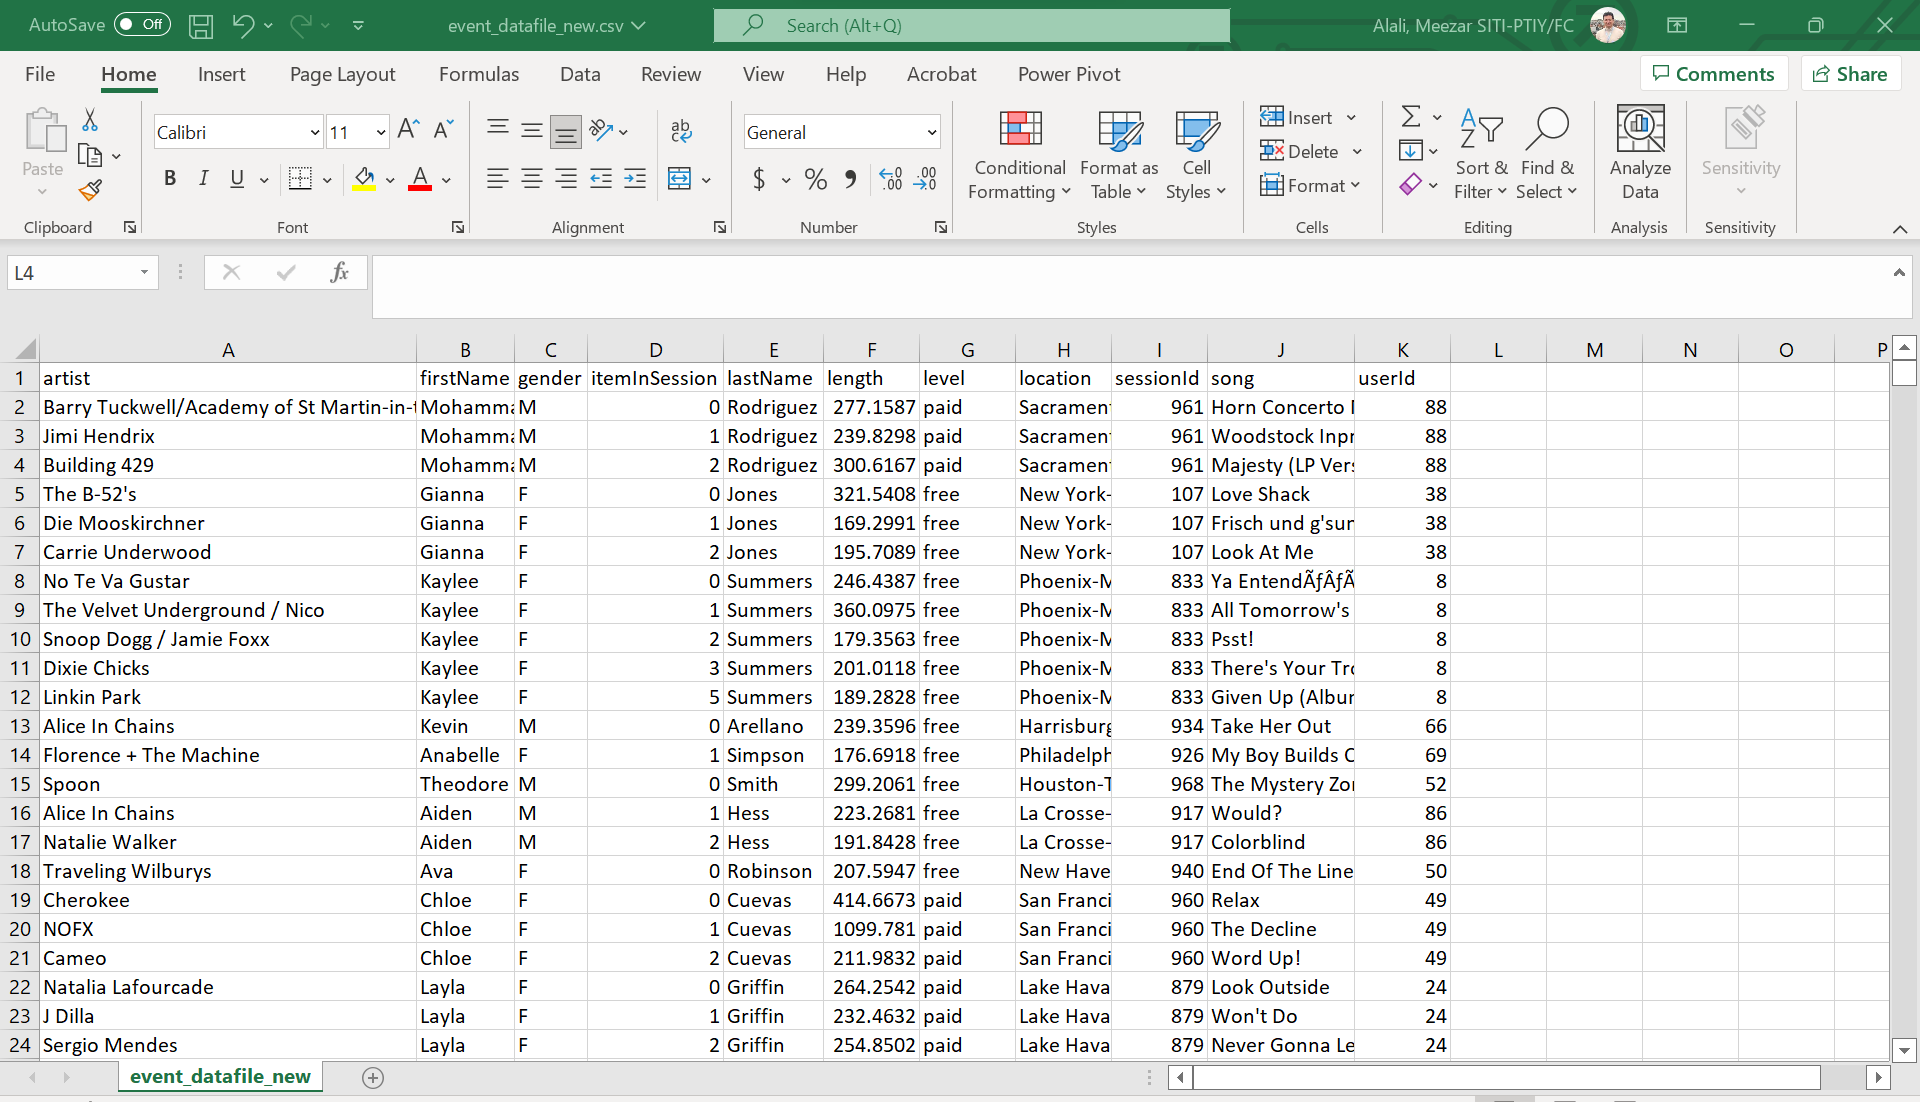 AutoSave Off event_datafile_new.csv Search (Alt+Q) Alali, Meezar SITI-PTIY/FC
File Home Insert Page Layout Formulas Data Review View Help Acrobat Power Pivot Comments Share
Paste Calibri 11 General Conditional Formatting Format as Table Cell Styles Insert Delete Format Sort & Filter Find & Select Analyze Data Sensitivity
Clipboard Font Alignment Number Styles Cells Editing Analysis Sensitivity
L4 fx
A B C D E F G H I J K L M N O P
1 artist firstName gender itemInSession lastName length level location sessionId song userId
2 Barry Tuckwell/Academy of St Martin-in- Mohamm M 0 Rodriguez 277.1587 paid Sacramen 961 Horn Concerto 88
3 Jimi Hendrix Mohamm M 1 Rodriguez 239.8298 paid Sacramen 961 Woodstock Inpr 88
4 Building 429 Mohamm M 2 Rodriguez 300.6167 paid Sacramen 961 Majesty (LP Ver 88
5 The B-52's Gianna F 0 Jones 321.5408 free New York- 107 Love Shack 38
6 Die Mooskirchner Gianna F 1 Jones 169.2991 free New York- 107 Frisch und g'sun 38
7 Carrie Underwood Gianna F 2 Jones 195.7089 free New York- 107 Look At Me 38
8 No Te Va Gustar Kaylee F 0 Summers 246.4387 free Phoenix-M 833 Ya EntendÃƒÂƒÃ 8
9 The Velvet Underground / Nico Kaylee F 1 Summers 360.0975 free Phoenix-M 833 All Tomorrow's 8
10 Snoop Dogg / Jamie Foxx Kaylee F 2 Summers 179.3563 free Phoenix-M 833 Psst! 8
11 Dixie Chicks Kaylee F 3 Summers 201.0118 free Phoenix-M 833 There's Your Tro 8
12 Linkin Park Kaylee F 5 Summers 189.2828 free Phoenix-M 833 Given Up (Albur 8
13 Alice In Chains Kevin M 0 Arellano 239.3596 free Harrisburg 934 Take Her Out 66
14 Florence + The Machine Anabelle F 1 Simpson 176.6918 free Philadelph 926 My Boy Builds C 69
15 Spoon Theodore M 0 Smith 299.2061 free Houston-T 968 The Mystery Zo 52
16 Alice In Chains Aiden M 1 Hess 223.2681 free La Crosse- 917 Would? 86
17 Natalie Walker Aiden M 2 Hess 191.8428 free La Crosse- 917 Colorblind 86
18 Traveling Wilburys Ava F 0 Robinson 207.5947 free New Have 940 End Of The Line 50
19 Cherokee Chloe F 0 Cuevas 414.6673 paid San Franci 960 Relax 49
20 NOFX Chloe F 1 Cuevas 1099.781 paid San Franci 960 The Decline 49
21 Cameo Chloe F 2 Cuevas 211.9832 paid San Franci 960 Word Up! 49
22 Natalia Lafourcade Layla F 0 Griffin 264.2542 paid Lake Hava 879 Look Outside 24
23 J Dilla Layla F 1 Griffin 232.4632 paid Lake Hava 879 Won't Do 24
24 Sergio Mendes Layla F 2 Griffin 254.8502 paid Lake Hava 879 Never Gonna Le 24
event_datafile_new